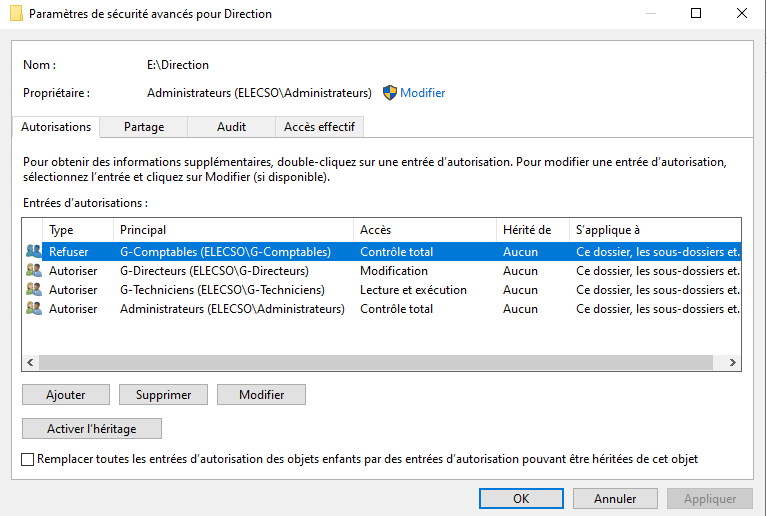 Paramètres de sécurité avancés pour Direction
Nom : E:\Direction
Propriétaire : Administrateurs (ELECSO\Administrateurs) Modifier
Autorisations Partage Audit Accès effectif
Pour obtenir des informations supplémentaires, double-cliquez sur une entrée d’autorisation. Pour modifier une entrée d’autorisation,
sélectionnez l’entrée et cliquez sur Modifier (si disponible).
Entrées d’autorisations :
Type Principal Accès Hérité de S’applique à
Refuser G-Comptables (ELECSO\G-Comptables) Contrôle total Aucun Ce dossier, les sous-dossiers et.
Autoriser G-Directeurs (ELECSO\G-Directeurs) Modification Aucun Ce dossier, les sous-dossiers et.
Autoriser G-Techniciens (ELECSO\G-Techniciens) Lecture et exécution Aucun Ce dossier, les sous-dossiers et.
Autoriser Administrateurs (ELECSO\Administrateurs) Contrôle total Aucun Ce dossier, les sous-dossiers et.
Ajouter Supprimer Modifier
Activer l’héritage
Remplacer toutes les entrées d’autorisation des objets enfants par des entrées d’autorisation pouvant être héritées de cet objet
OK Annuler Appliquer